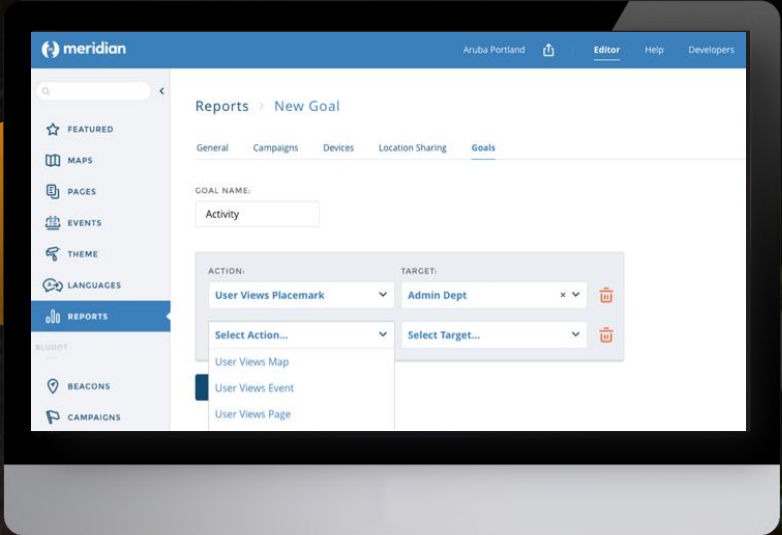 meridian
Aruba Portland Editor Help Developers
Reports > New Goal
FEATURED
General Campaigns Devices Location Sharing Goals
MAPS
PAGES
GOAL NAME:
Activity
EVENTS
THEME
LANGUAGES
ACTION: TARGET:
User Views Placemark Admin Dept
REPORTS
Select Action... Select Target...
BLUDOT
User Views Map
BEACONS
User Views Event
CAMPAIGNS
User Views Page